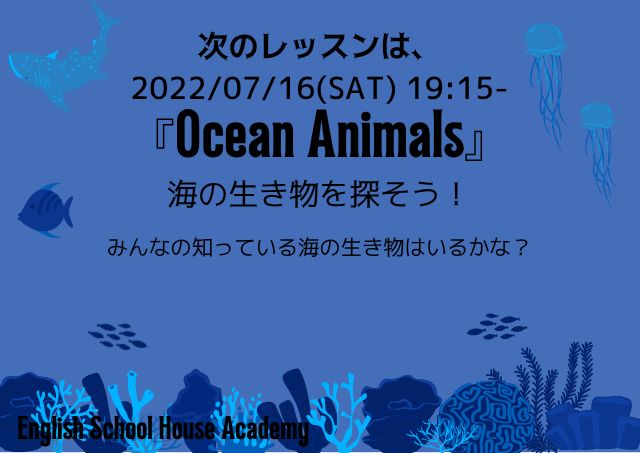 次のレッスンは、
2022/07/16(SAT) 19:15-
『Ocean Animals』
海の生き物を探そう！
みんなの知っている海の生き物はいるかな？
English School House Academy